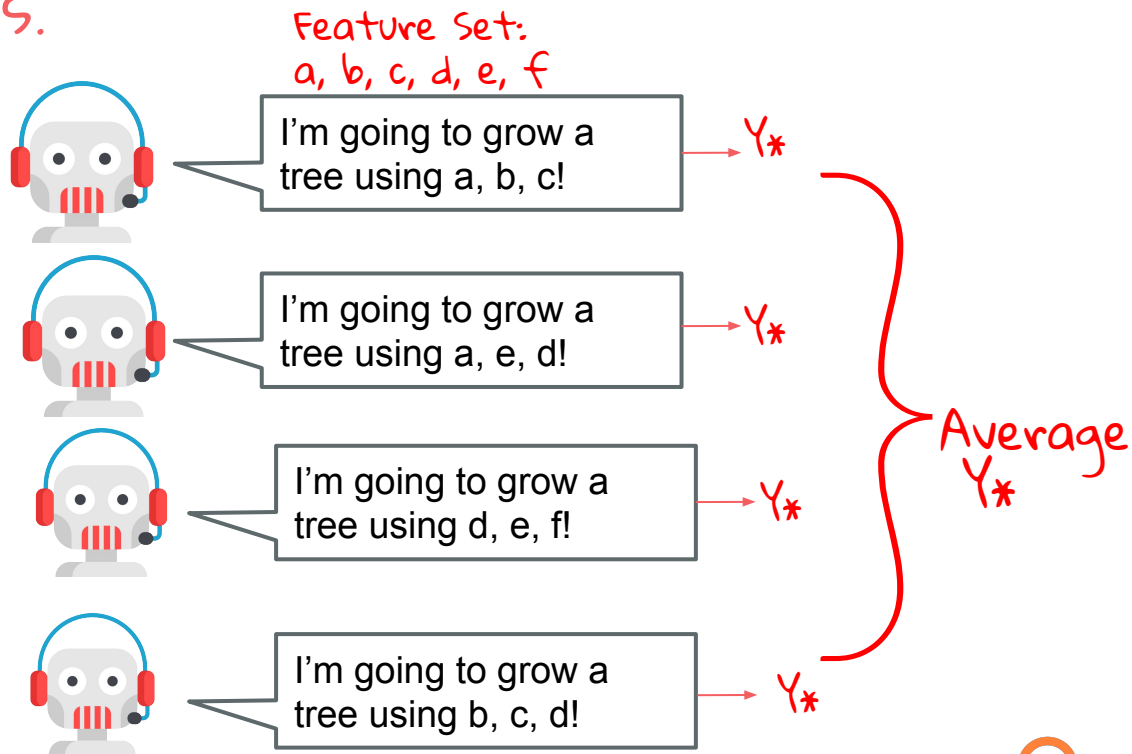 s.
Feature Set:
a, b, c, d, e, f
I’m going to grow a
tree using a, b, c!
Y*
I’m going to grow a
tree using a, e, d!
Y*
I’m going to grow a
tree using d, e, f!
Y*
I’m going to grow a
tree using b, c, d!
Y*
Average
Y*